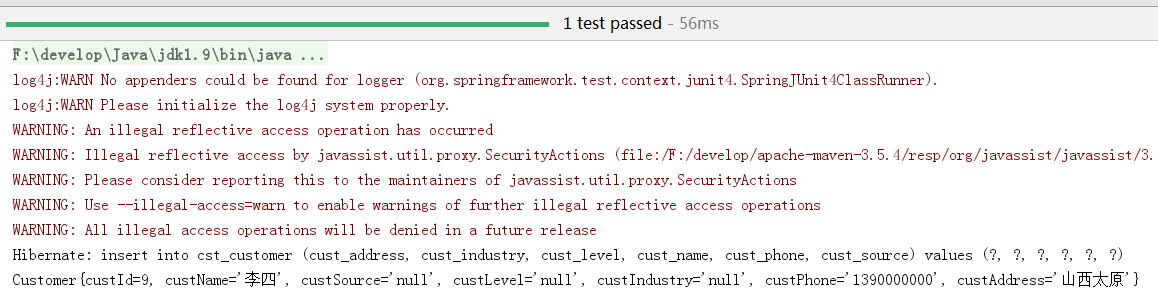 1 test passed - 56ms
F:\develop\Java\jdk1.9\bin\java ...
log4j:WARN No appenders could be found for logger (org.springframework.test.context.junit4.SpringJUnit4ClassRunner).
log4j:WARN Please initialize the log4j system properly.
WARNING: An illegal reflective access operation has occurred
WARNING: Illegal reflective access by javassist.util.proxy.SecurityActions (file:/F:/develop/apache-maven-3.5.4/resp/org/javassist/javassist/3.
WARNING: Please consider reporting this to the maintainers of javassist.util.proxy.SecurityActions
WARNING: Use --illegal-access=warn to enable warnings of further illegal reflective access operations
WARNING: All illegal access operations will be denied in a future release
Hibernate: insert into cst_customer (cust_address, cust_industry, cust_level, cust_name, cust_phone, cust_source) values (?, ?, ?, ?, ?, ?)
Customer{custId=9, custName='李四', custSource='null', custLevel='null', custIndustry='null', custPhone='1390000000', custAddress='山西太原'}